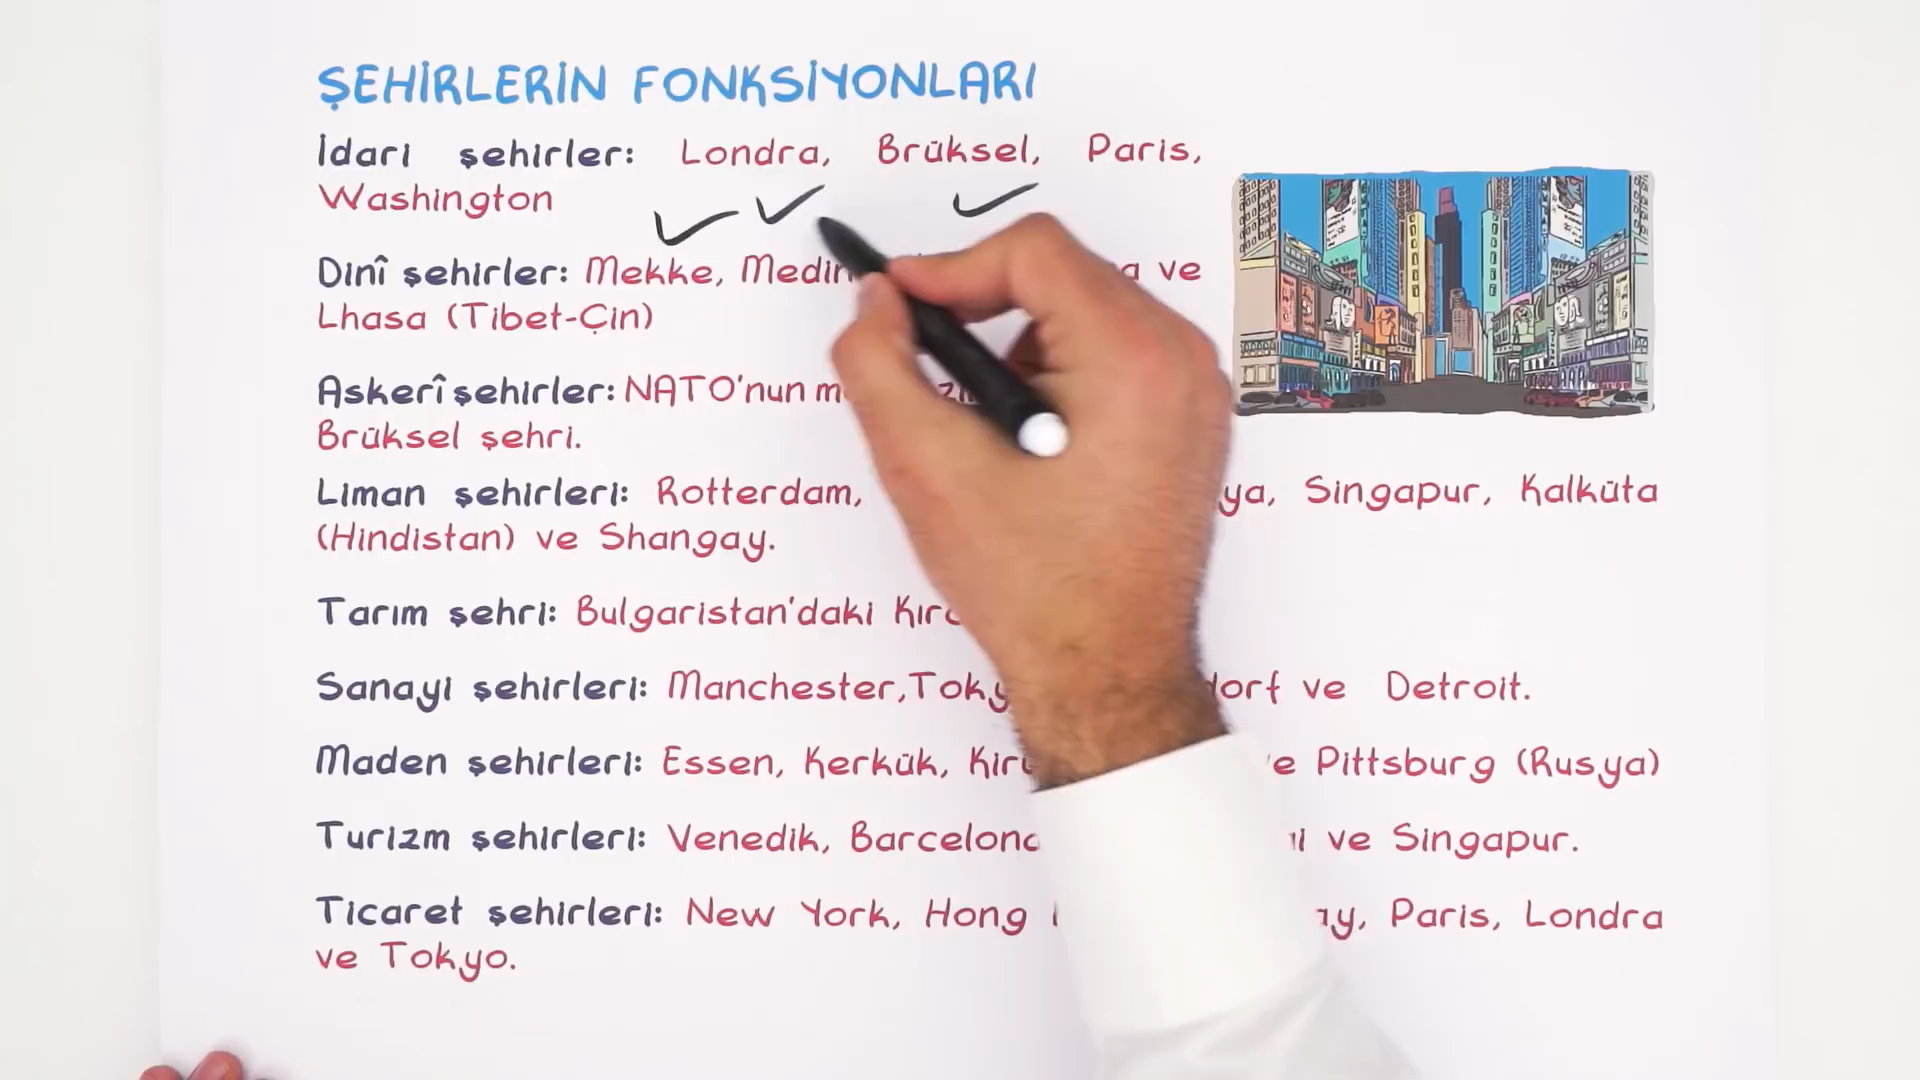 ŞEHİRLERİN FONKSİYONLARI
İdari şehirler: Londra, Brüksel, Paris,
Washington
Dinî şehirler: Mekke, ve
Lhasa (Tibet-Çin)
Askerî şehirler: NATO'nun
Brüksel şehri.
Liman şehirleri: Rotterdam, Singapur, Kalküta
(Hindistan) ve Shangay.
Tarım şehri: Bulgaristan'daki
Sanayi şehirleri: Manchester, ve Detroit.
Maden şehirleri: Essen, Kerkük, Pittsburg (Rusya)
Turizm şehirleri: Venedik, ve Singapur.
Ticaret şehirleri: New York, Hong Paris, Londra
ve Tokyo.